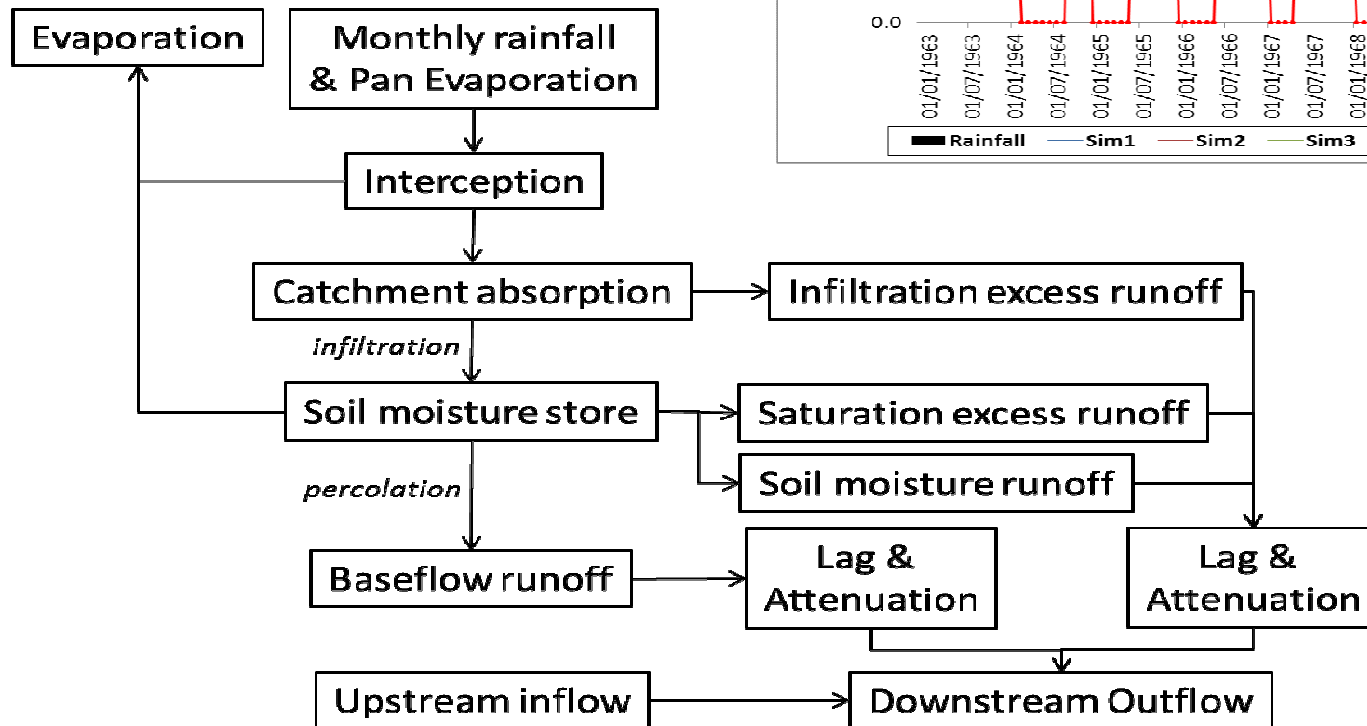 Evaporation
Monthly rainfall
& Pan Evaporation
Interception
Catchment absorption
Infiltration excess runoff
infiltration
Soil moisture store
Saturation excess runoff
percolation
Soil moisture runoff
Baseflow runoff
Lag &
Attenuation
Lag &
Attenuation
Upstream inflow
Downstream Outflow
0.0
01/01/1963
01/07/1963
01/01/1964
01/07/1964
01/01/1965
01/07/1965
01/01/1966
01/07/1966
01/01/1967
01/07/1967
01/01/1968
Rainfall Sim1 Sim2 Sim3